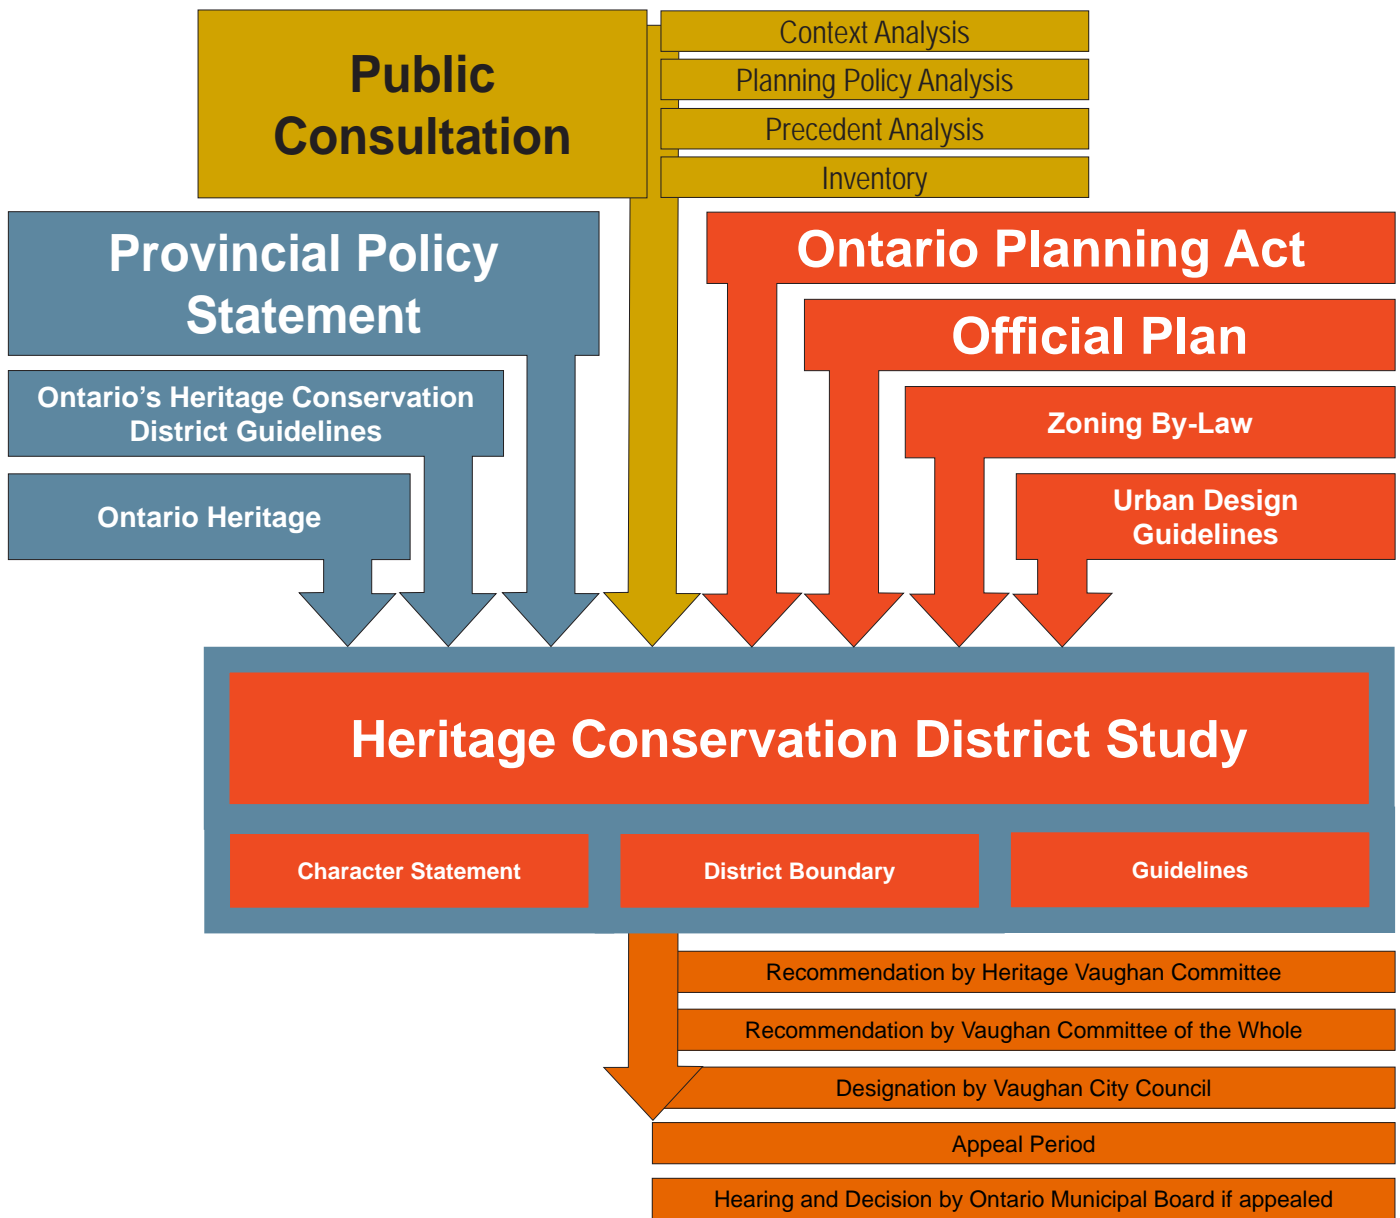 Public
Consultation
Context Analysis
Planning Policy Analysis
Precedent Analysis
Inventory
Provincial Policy
Statement
Ontario's Heritage Conservation
District Guidelines
Ontario Heritage
Ontario Planning Act
Official Plan
Zoning By-Law
Urban Design
Guidelines
Heritage Conservation District Study
Character Statement
District Boundary
Guidelines
Recommendation by Heritage Vaughan Committee
Recommendation by Vaughan Committee of the Whole
Designation by Vaughan City Council
Appeal Period
Hearing and Decision by Ontario Municipal Board if appealed